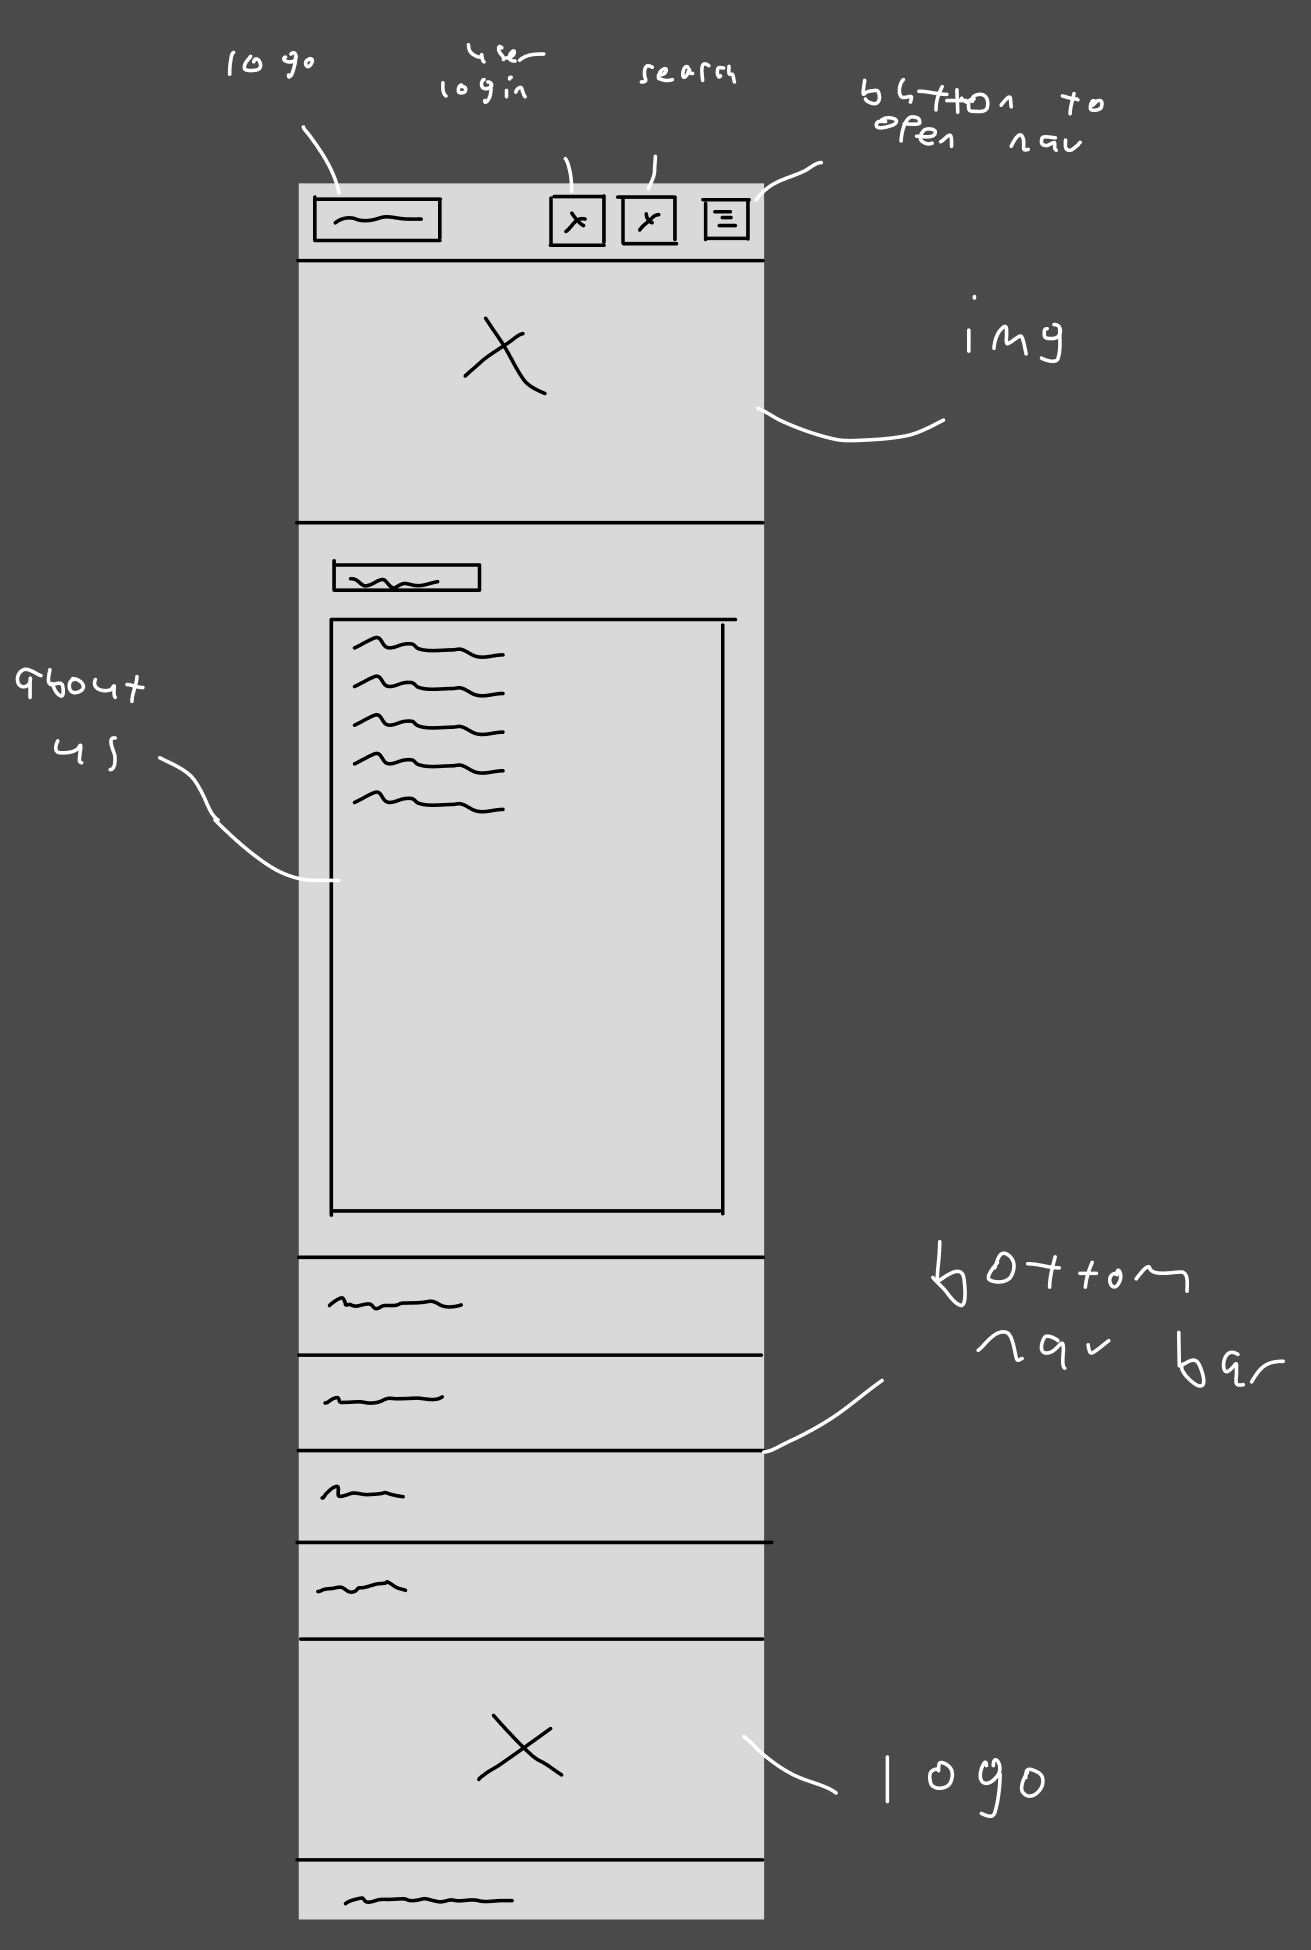 logo
user
login
search
button to
open nav
img
about
us
bottom
nav bar
logo